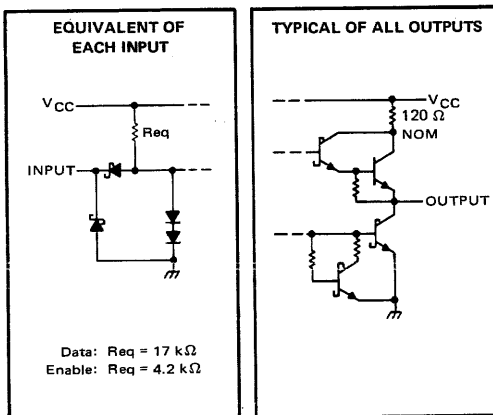 EQUIVALENT OF
EACH INPUT
VCC
Req
INPUT
Data: Req = 17 kΩ
Enable: Req = 4.2 kΩ
TYPICAL OF ALL OUTPUTS
VCC
120 Ω
NOM
OUTPUT